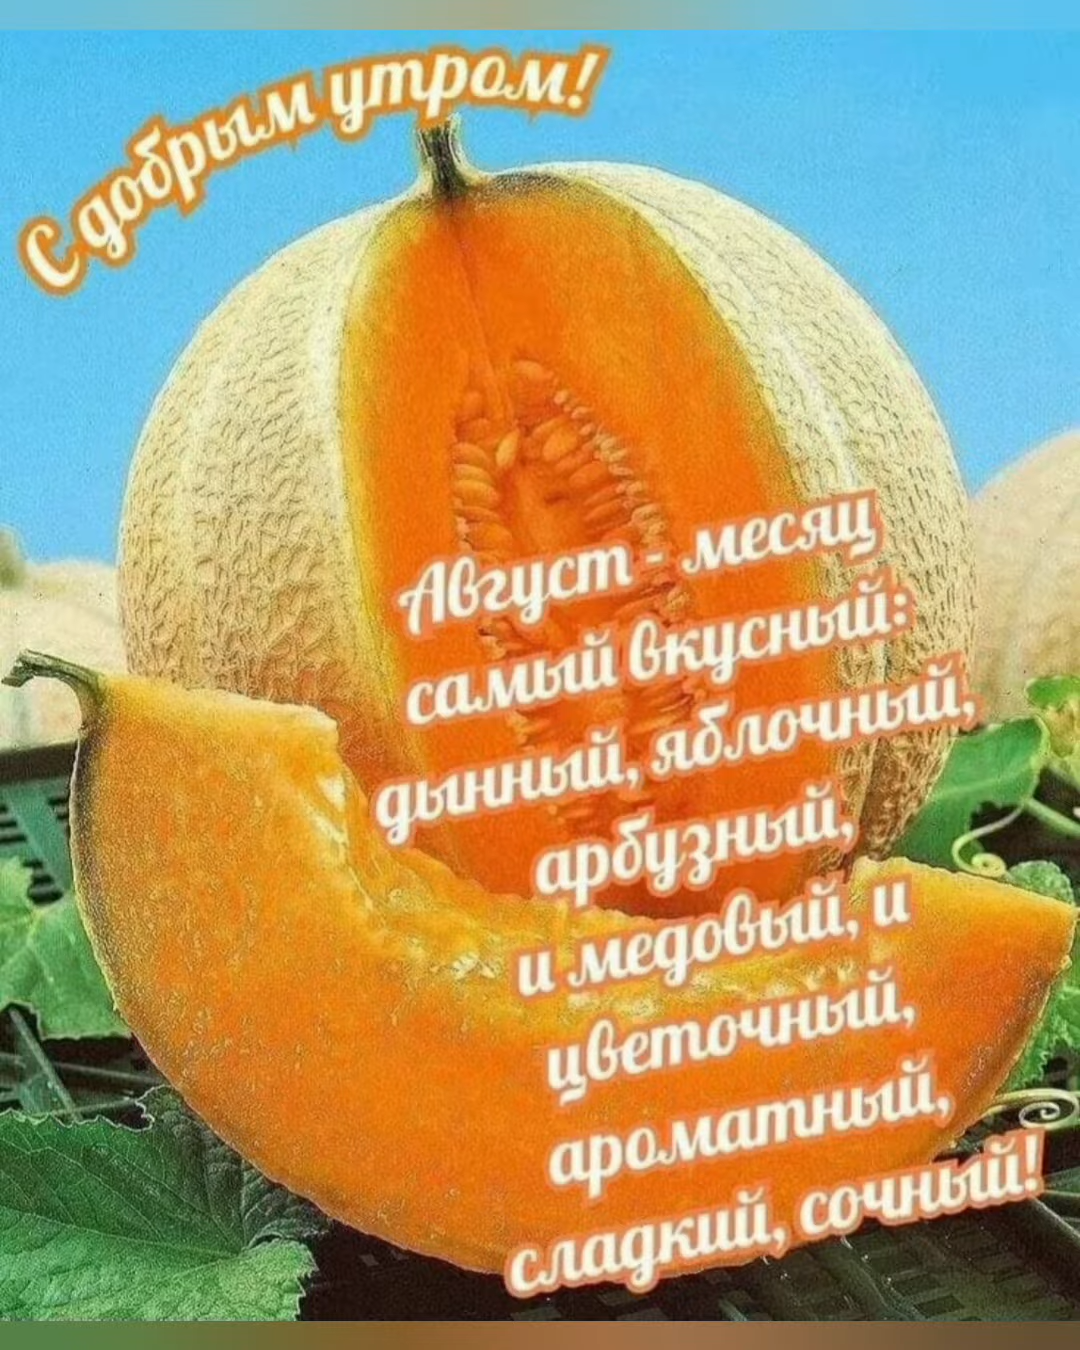 С добрым утром!
Август - месяц
самый вкусный:
дынный, яблочный,
арбузный,
и медовый, и
цветочный,
ароматный,
сладкий, сочный!